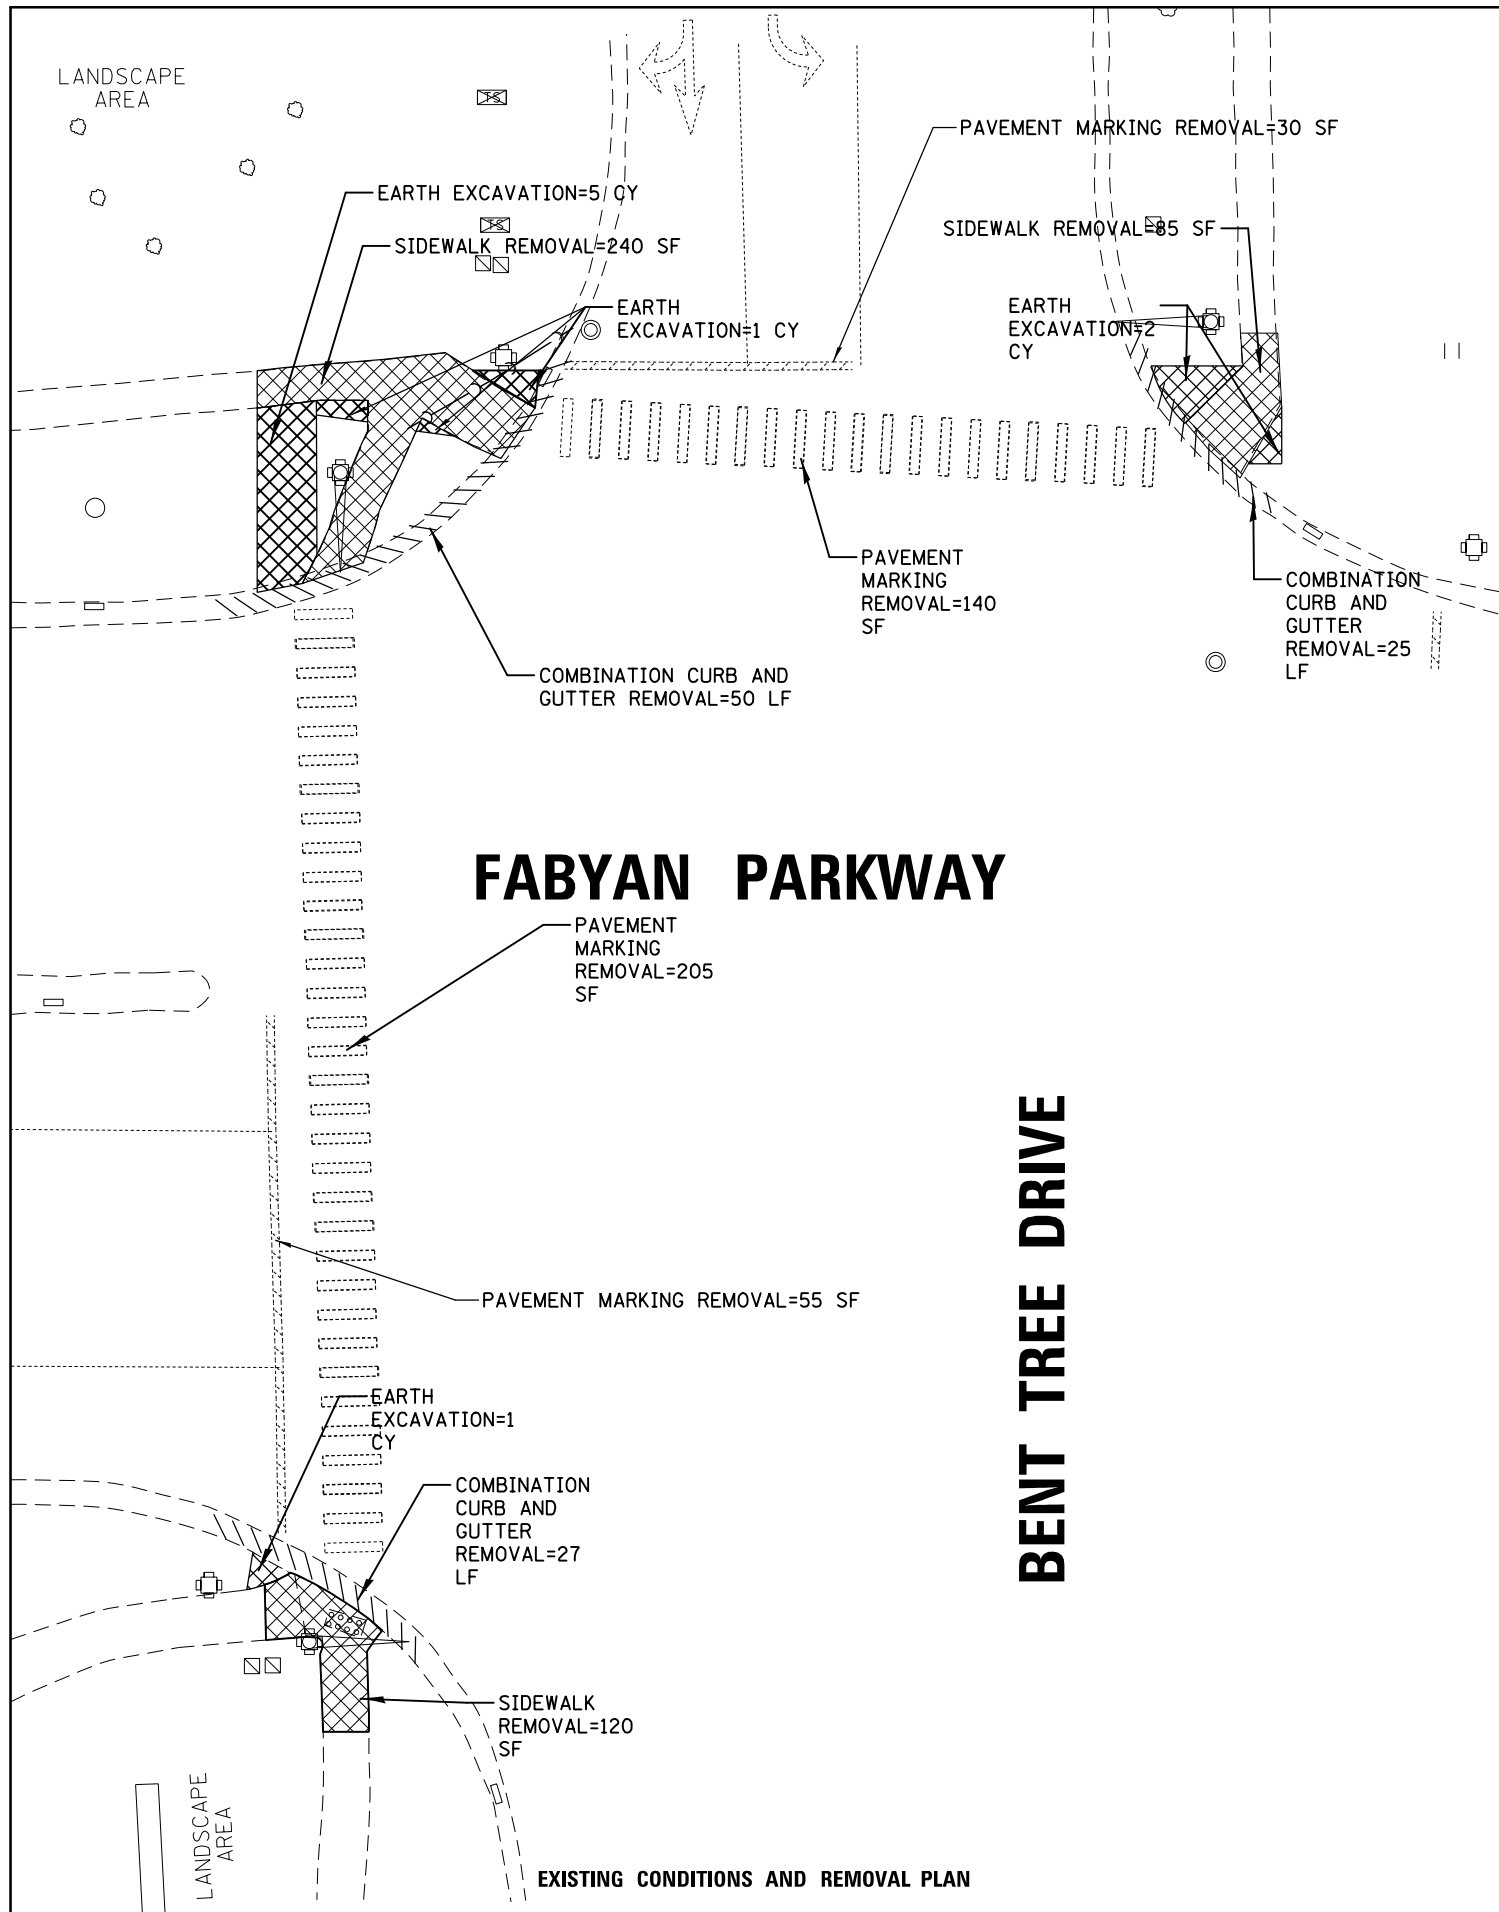 LANDSCAPE
AREA
TS
PAVEMENT MARKING REMOVAL=30 SF
EARTH EXCAVATION=5 CY
TS
SIDEWALK REMOVAL=240 SF
SIDEWALK REMOVAL=85 SF
EARTH
EXCAVATION=1 CY
EARTH
EXCAVATION=2
CY
PAVEMENT
MARKING
REMOVAL=140
SF
COMBINATION
CURB AND
GUTTER
REMOVAL=25
LF
COMBINATION CURB AND
GUTTER REMOVAL=50 LF
FABYAN PARKWAY
PAVEMENT
MARKING
REMOVAL=205
SF
BENT TREE DRIVE
PAVEMENT MARKING REMOVAL=55 SF
EARTH
EXCAVATION=1
CY
COMBINATION
CURB AND
GUTTER
REMOVAL=27
LF
SIDEWALK
REMOVAL=120
SF
LANDSCAPE
AREA
EXISTING CONDITIONS AND REMOVAL PLAN